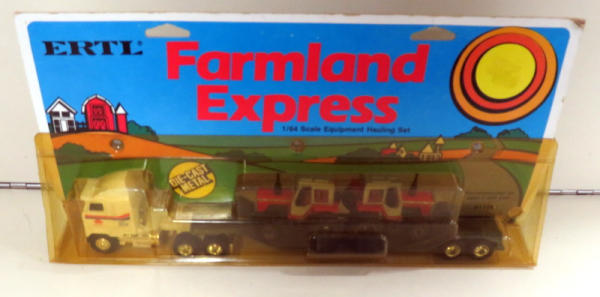 ERTL
Farmland
Express
1/64 Scale Equipment Hauling Set
DIE-CAST
METAL